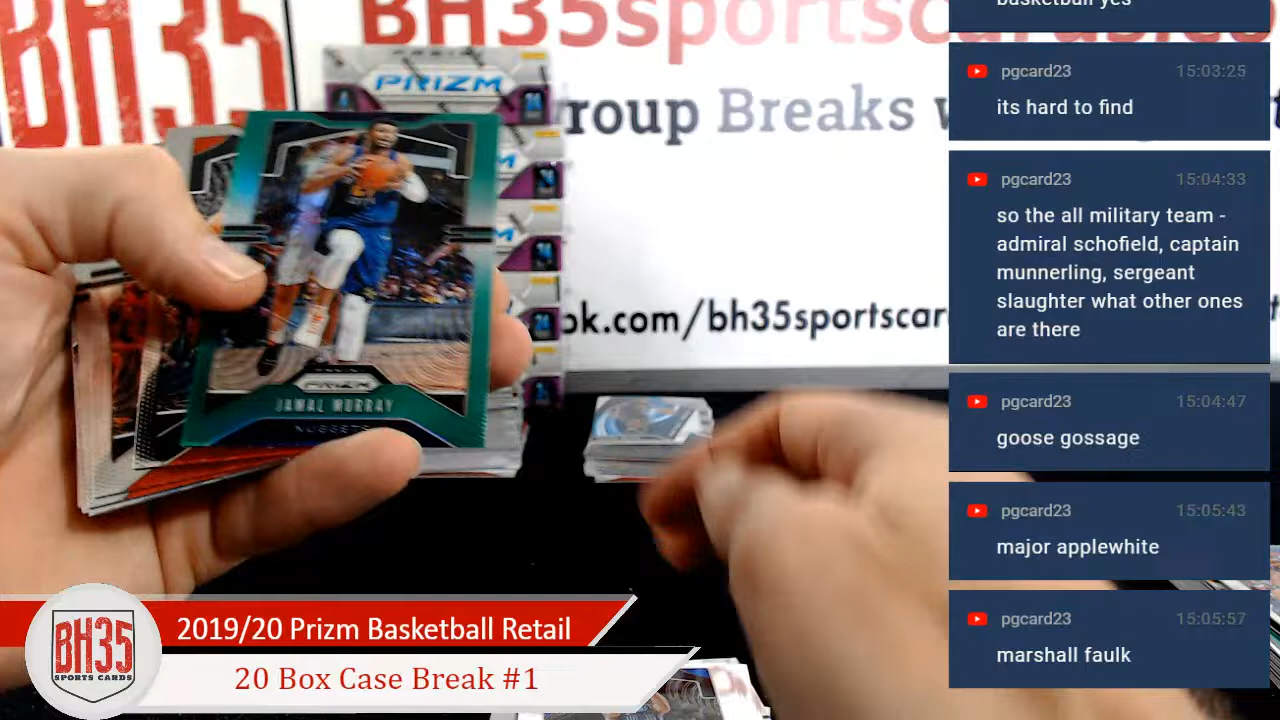 BH35
BH35sportscards.co
PRIZM
roup Breaks w
ok.com/bh35sportscar
PRIZM
JAMAL MURRAY
NUGGETS
basketball yes
pgcard23 15:03:25
its hard to find
pgcard23 15:04:33
so the all military team -
admiral schofield, captain
munnerling, sergeant
slaughter what other ones
are there
pgcard23 15:04:47
goose gossage
pgcard23 15:05:43
major applewhite
pgcard23 15:05:57
marshall faulk
BH35
SPORTS CARDS
2019/20 Prizm Basketball Retail
20 Box Case Break #1